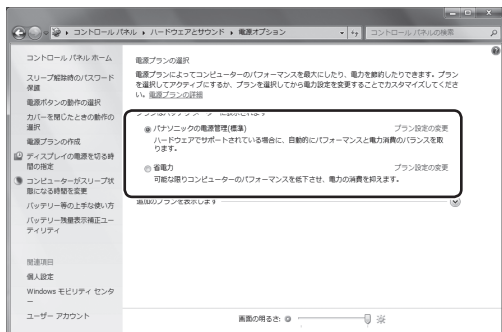 コントロール パネル ▸ ハードウェアとサウンド ▸ 電源オプション
コントロール パネルの検索
コントロール パネル ホーム
スリープ解除時のパスワード
保護
電源ボタンの動作の選択
カバーを閉じたときの動作の
選択
電源プランの作成
ディスプレイの電源を切る時
間の指定
コンピューターがスリープ状
態になる時間を変更
バッテリー等の上手な使い方
バッテリー残量表示補正ユー
ティリティ
関連項目
個人設定
Windows モビリティ センタ
ー
ユーザー アカウント
電源プランの選択
電源プランによってコンピューターのパフォーマンスを最大にしたり、電力を節約したりできます。プラン
を選択してアクティブにするか、プランを選択してから電力設定を変更することでカスタマイズしてくださ
い。電源プランの詳細
パナソニックの電源管理(標準) プラン設定の変更
ハードウェアでサポートされている場合に、自動的にパフォーマンスと電力消費のバランスを取
ります。
省電力 プラン設定の変更
可能な限りコンピューターのパフォーマンスを低下させ、電力の消費を抑えます。
追加のプランを表示します
画面の明るさ: